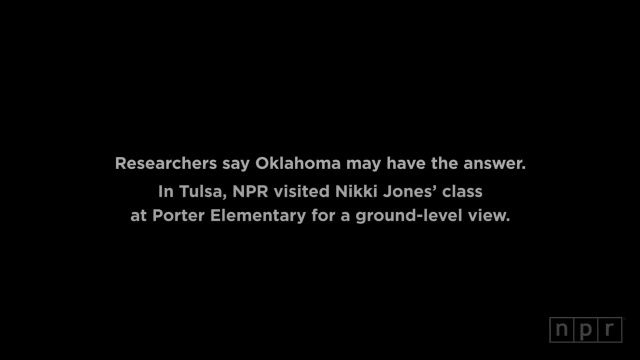 Researchers say Oklahoma may have the answer.
In Tulsa, NPR visited Nikki Jones’ class
at Porter Elementary for a ground-level view.
npr